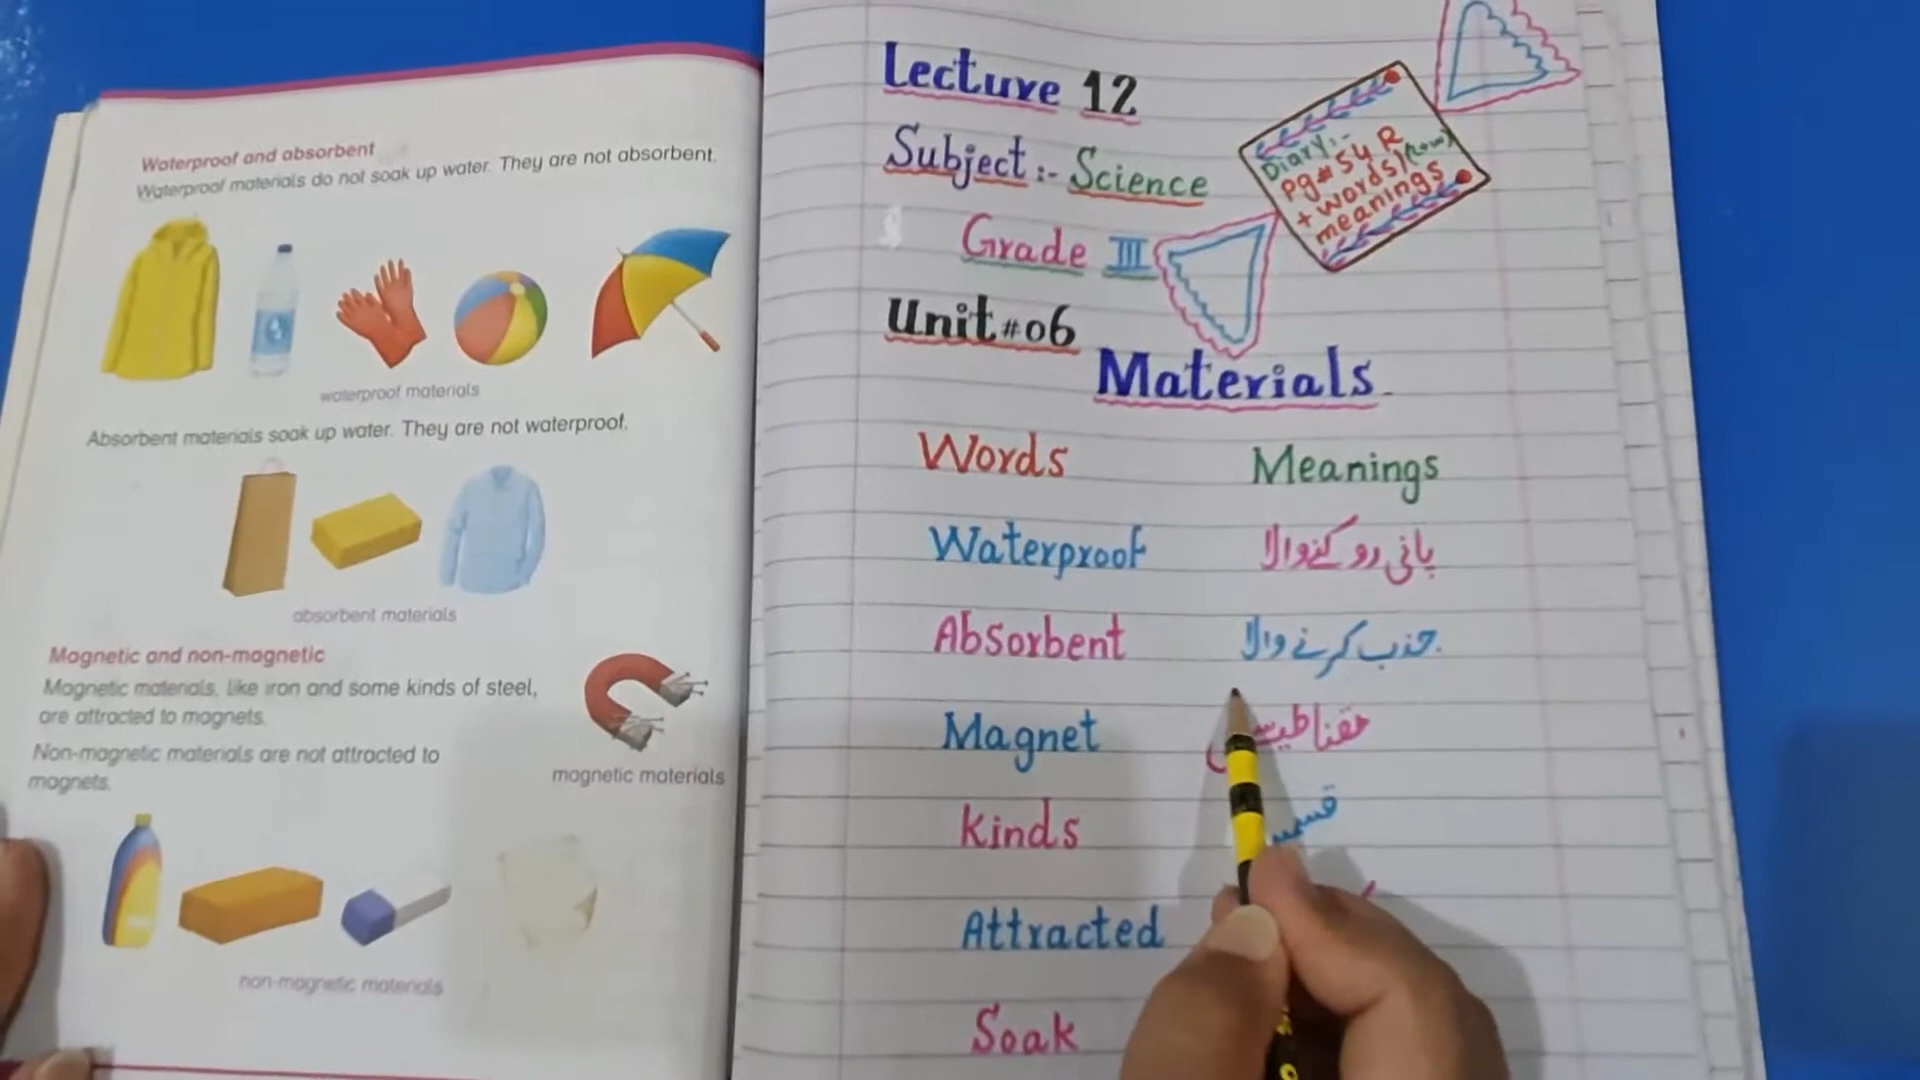 Waterproof and absorbent
Waterproof materials do not soak up water. They are not absorbent.
waterproof materials
Absorbent materials soak up water. They are not waterproof.
absorbent materials
Magnetic and non-magnetic
Magnetic materials, like iron and some kinds of steel,
are attracted to magnets.
magnetic materials
Non-magnetic materials are not attracted to
magnets.
non-magnetic materials
Lecture 12
Subject:- Science
Grade III
Unit#06
Materials
Diary:-
pg#54 R
+ words)
meanings
Words Meanings
Waterproof پانی روکنے والا
Absorbent جذب کرنے والا
Magnet مقناطیس
Kinds
Attracted
Soak